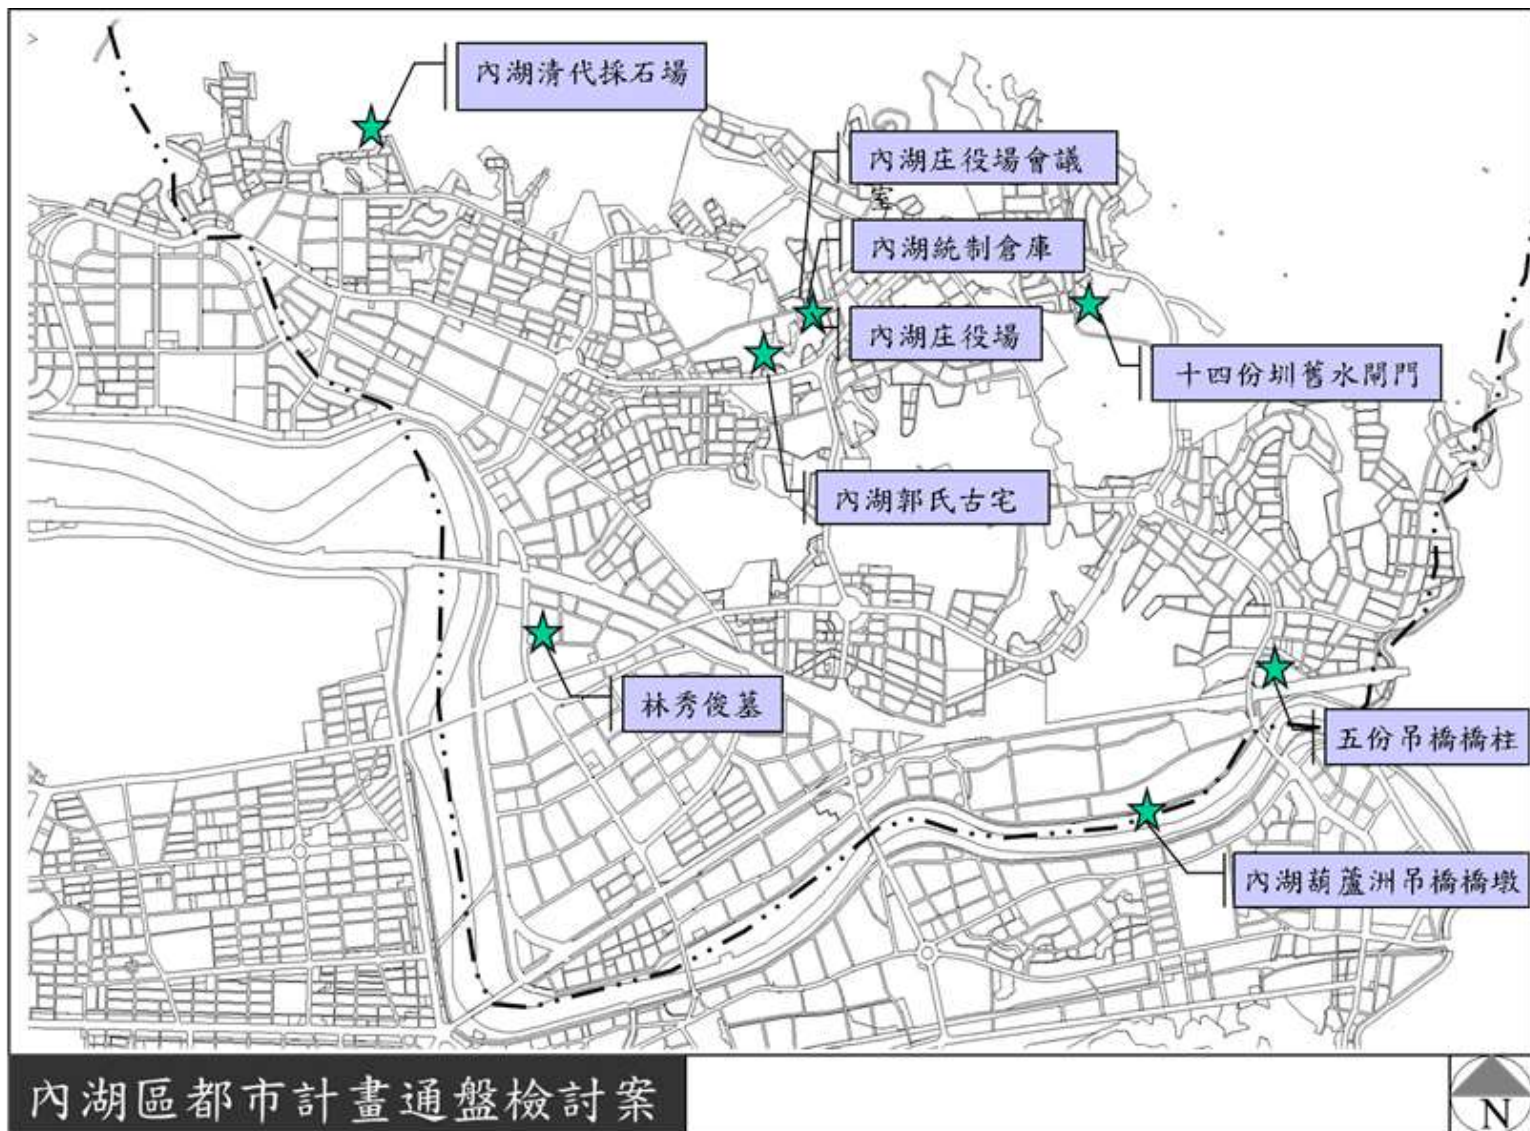 內湖清代採石場
內湖庄役場會議
室
內湖統制倉庫
內湖庄役場
十四份圳舊水閘門
內湖郭氏古宅
林秀俊墓
五份吊橋橋柱
內湖葫蘆洲吊橋橋墩
內湖區都市計畫通盤檢討案
N